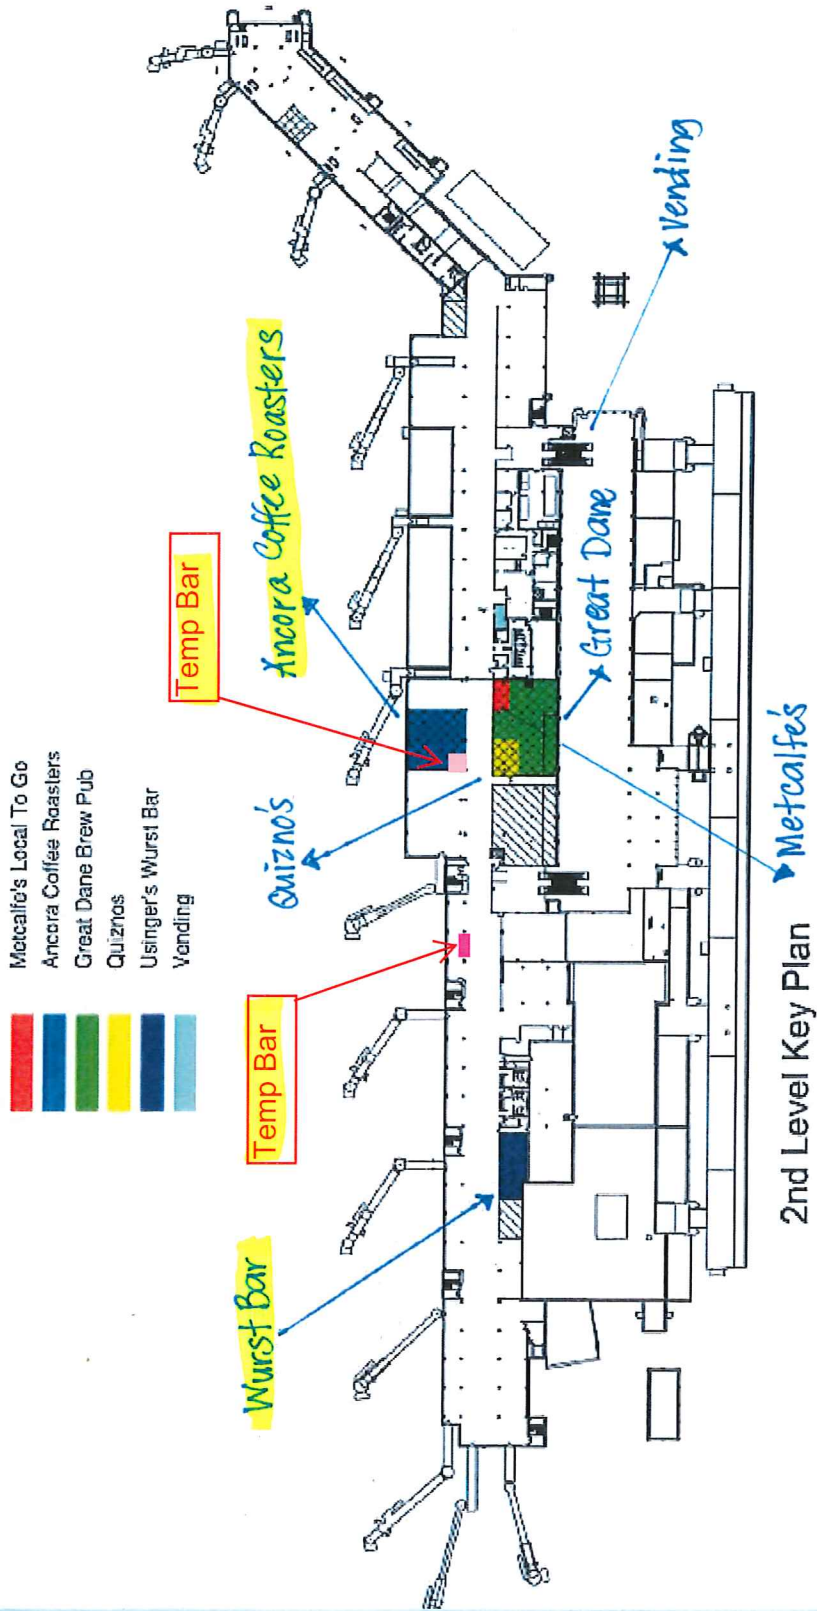 Metcalfe's Local To Go
Ancora Coffee Roasters
Great Dane Brew Pub
Quiznos
Usinger's Wurst Bar
Vending
Wurst Bar
Temp Bar
Quizno's
Temp Bar
Ancora Coffee Roasters
Great Dane
Vending
Metcalfe's
2nd Level Key Plan